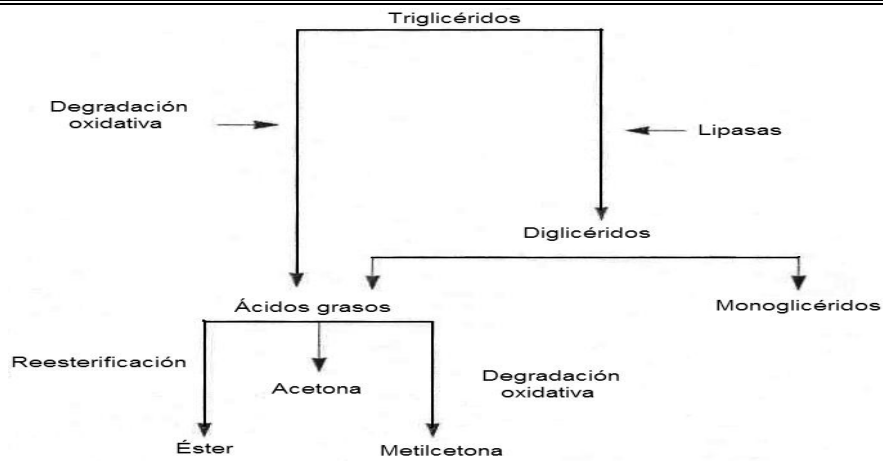 Triglicéridos
Degradación
oxidativa
Lipasas
Diglicéridos
Ácidos grasos
Monoglicéridos
Reesterificación
Acetona
Degradación
oxidativa
Éster
Metilcetona